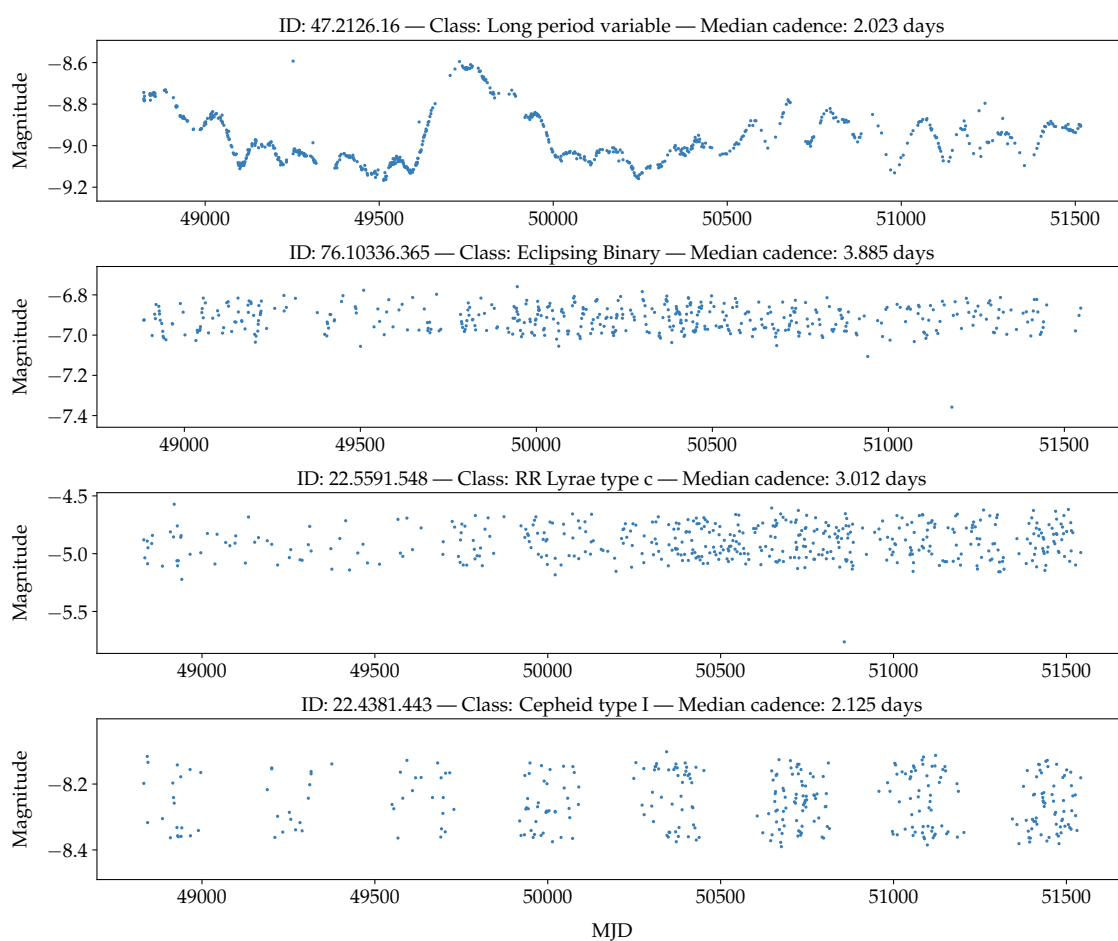 ID: 47.2126.16 — Class: Long period variable — Median cadence: 2.023 days
Magnitude
−8.6
−8.8
−9.0
−9.2
49000 49500 50000 50500 51000 51500
ID: 76.10336.365 — Class: Eclipsing Binary — Median cadence: 3.885 days
Magnitude
−6.8
−7.0
−7.2
−7.4
49000 49500 50000 50500 51000 51500
ID: 22.5591.548 — Class: RR Lyrae type c — Median cadence: 3.012 days
Magnitude
−4.5
−5.0
−5.5
49000 49500 50000 50500 51000 51500
ID: 22.4381.443 — Class: Cepheid type I — Median cadence: 2.125 days
Magnitude
−8.2
−8.4
49000 49500 50000 50500 51000 51500
MJD